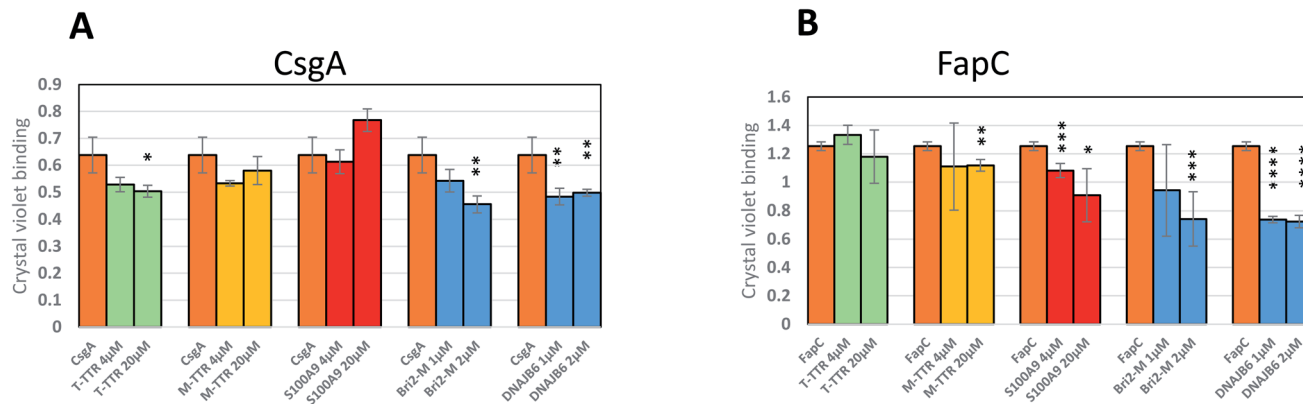 A
CsgA
Crystal violet binding
0.9
0.8
0.7
0.6
0.5
0.4
0.3
0.2
0.1
0
*
**
**
**
CsgA
T-TTR 4µM
T-TTR 20µM
CsgA
M-TTR 4µM
M-TTR 20µM
CsgA
S100A9 4µM
S100A9 20µM
CsgA
Bri2-M 1µM
Bri2-M 2µM
CsgA
DNAJB6 1µM
DNAJB6 2µM
B
FapC
Crystal violet binding
1.6
1.4
1.2
1
0.8
0.6
0.4
0.2
0
**
***
*
***
****
****
FapC
T-TTR 4µM
T-TTR 20µM
FapC
M-TTR 4µM
M-TTR 20µM
FapC
S100A9 4µM
S100A9 20µM
FapC
Bri2-M 1µM
Bri2-M 2µM
FapC
DNAJB6 1µM
DNAJB6 2µM